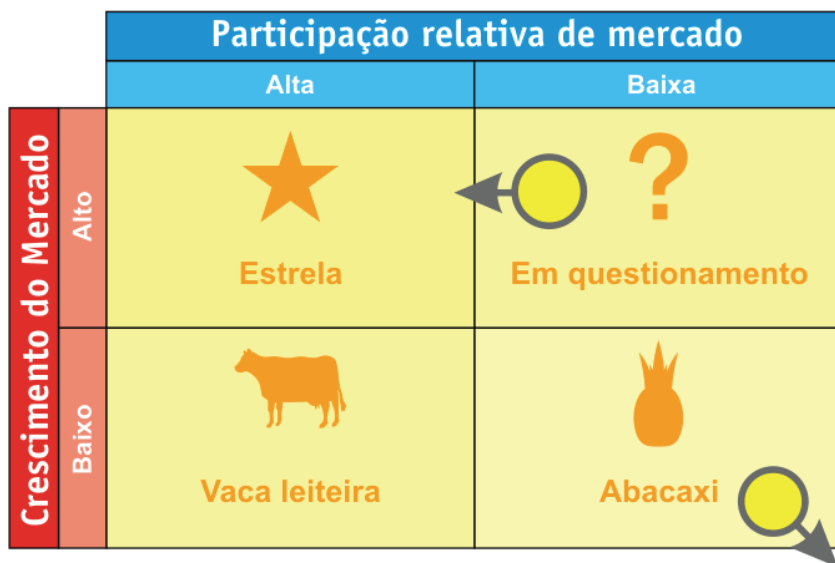 Participação relativa de mercado
Alta
Baixa
Crescimento do Mercado
Alto
Estrela
?
Em questionamento
Baixo
Vaca leiteira
Abacaxi